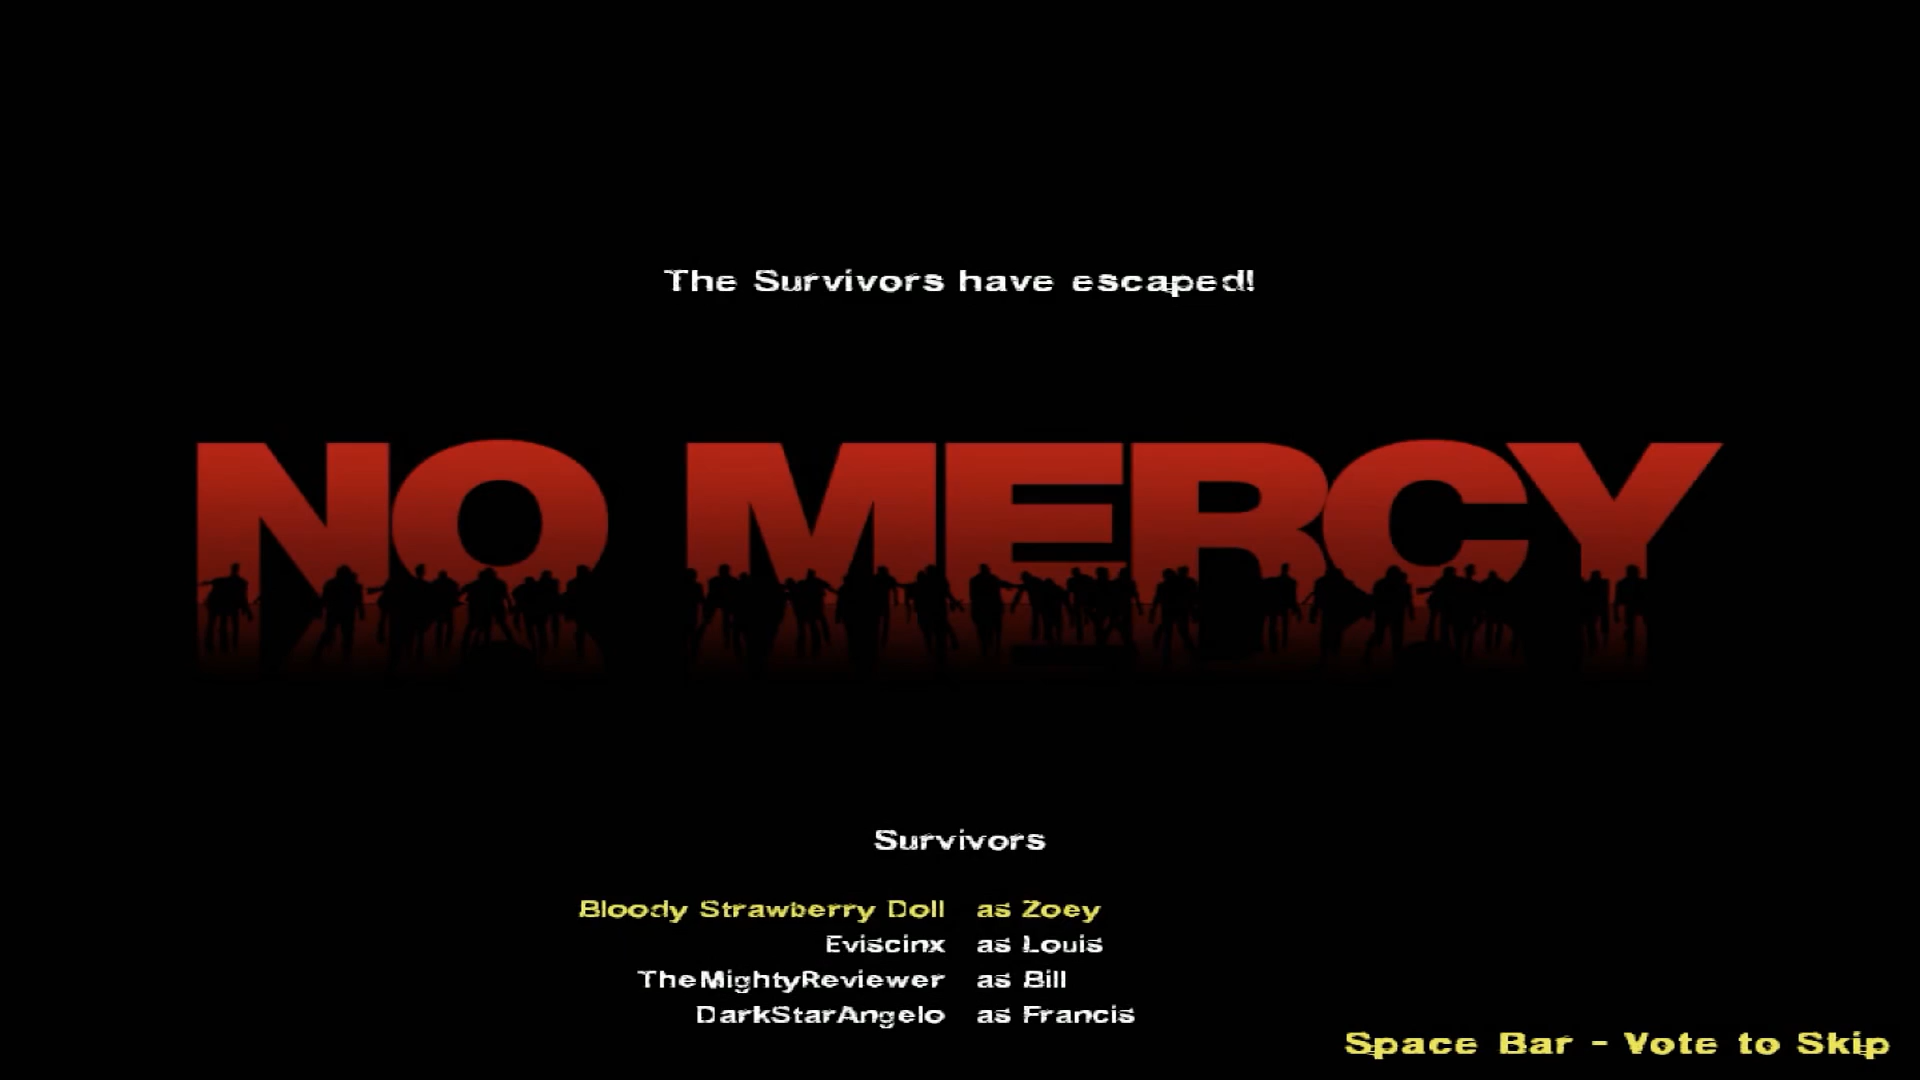 The Survivors have escaped!
NO MERCY
Survivors
Bloody Strawberry Doll as Zoey
Eviscinx as Louis
TheMightyReviewer as Bill
DarkStarAngelo as Francis
Space Bar - Vote to Skip